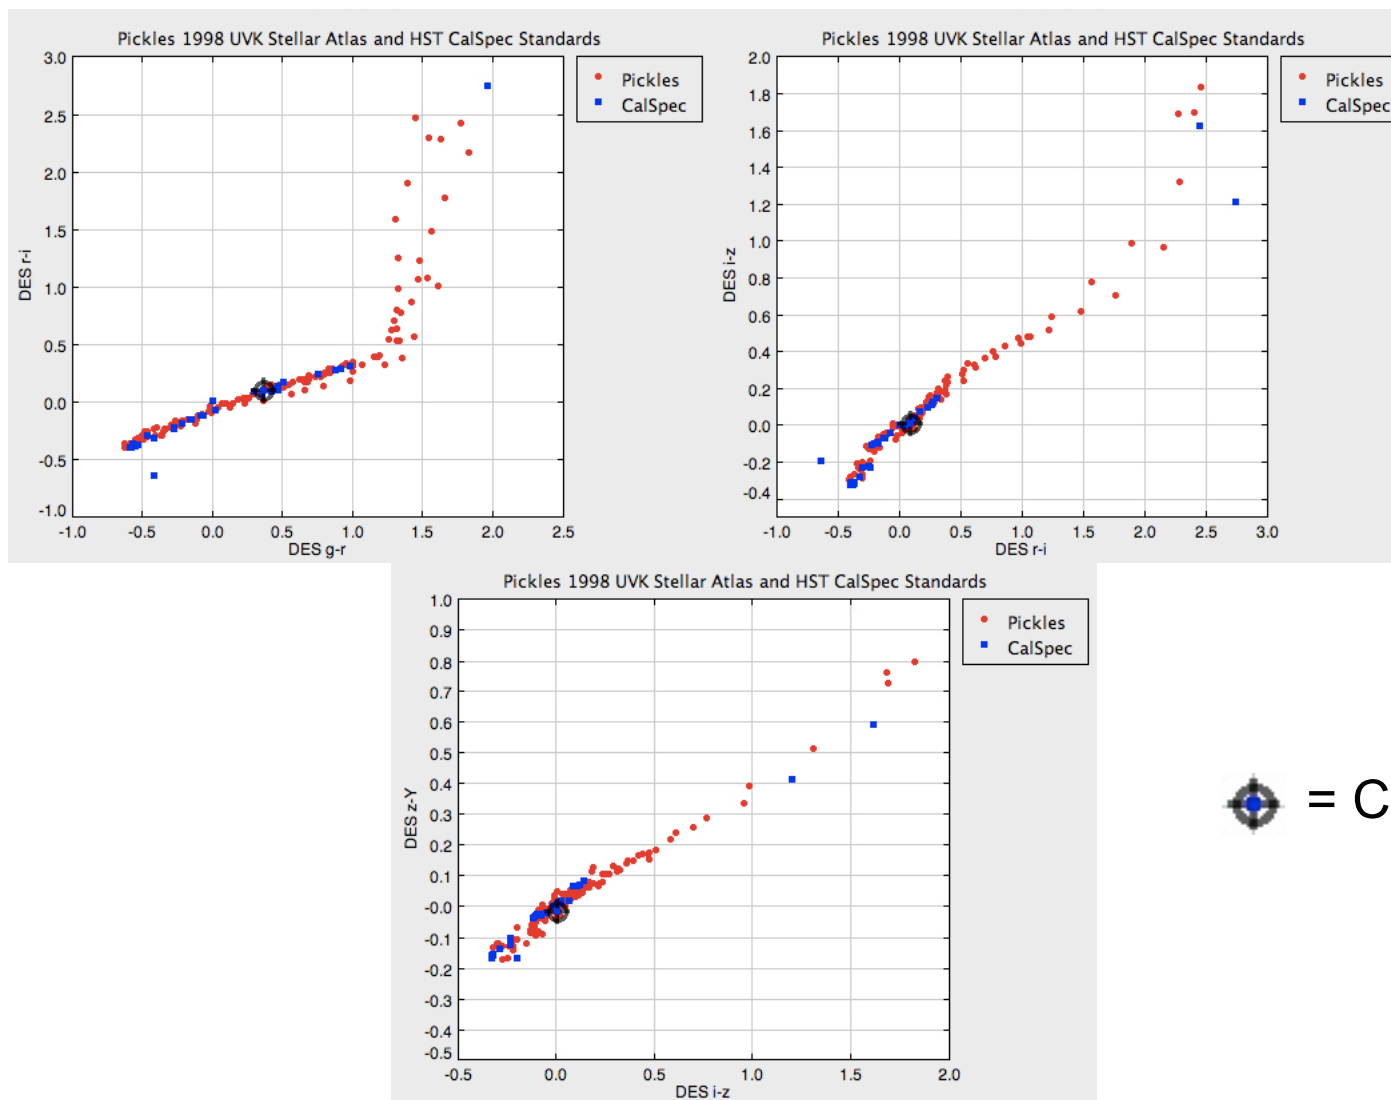 Pickles 1998 UVK Stellar Atlas and HST CalSpec Standards
3.0
2.5
2.0
1.5
1.0
0.5
0.0
-0.5
-1.0
DES r-i
-1.0 -0.5 0.0 0.5 1.0 1.5 2.0 2.5
DES g-r
Pickles
CalSpec
Pickles 1998 UVK Stellar Atlas and HST CalSpec Standards
2.0
1.8
1.6
1.4
1.2
1.0
0.8
0.6
0.4
0.2
0.0
-0.2
-0.4
DES i-z
-1.0 -0.5 0.0 0.5 1.0 1.5 2.0 2.5 3.0
DES r-i
Pickles
CalSpec
Pickles 1998 UVK Stellar Atlas and HST CalSpec Standards
1.0
0.9
0.8
0.7
0.6
0.5
0.4
0.3
0.2
0.1
-0.0
-0.1
-0.2
-0.3
-0.4
-0.5
DES z-Y
-0.5 0.0 0.5 1.0 1.5 2.0
DES i-z
Pickles
CalSpec
= C